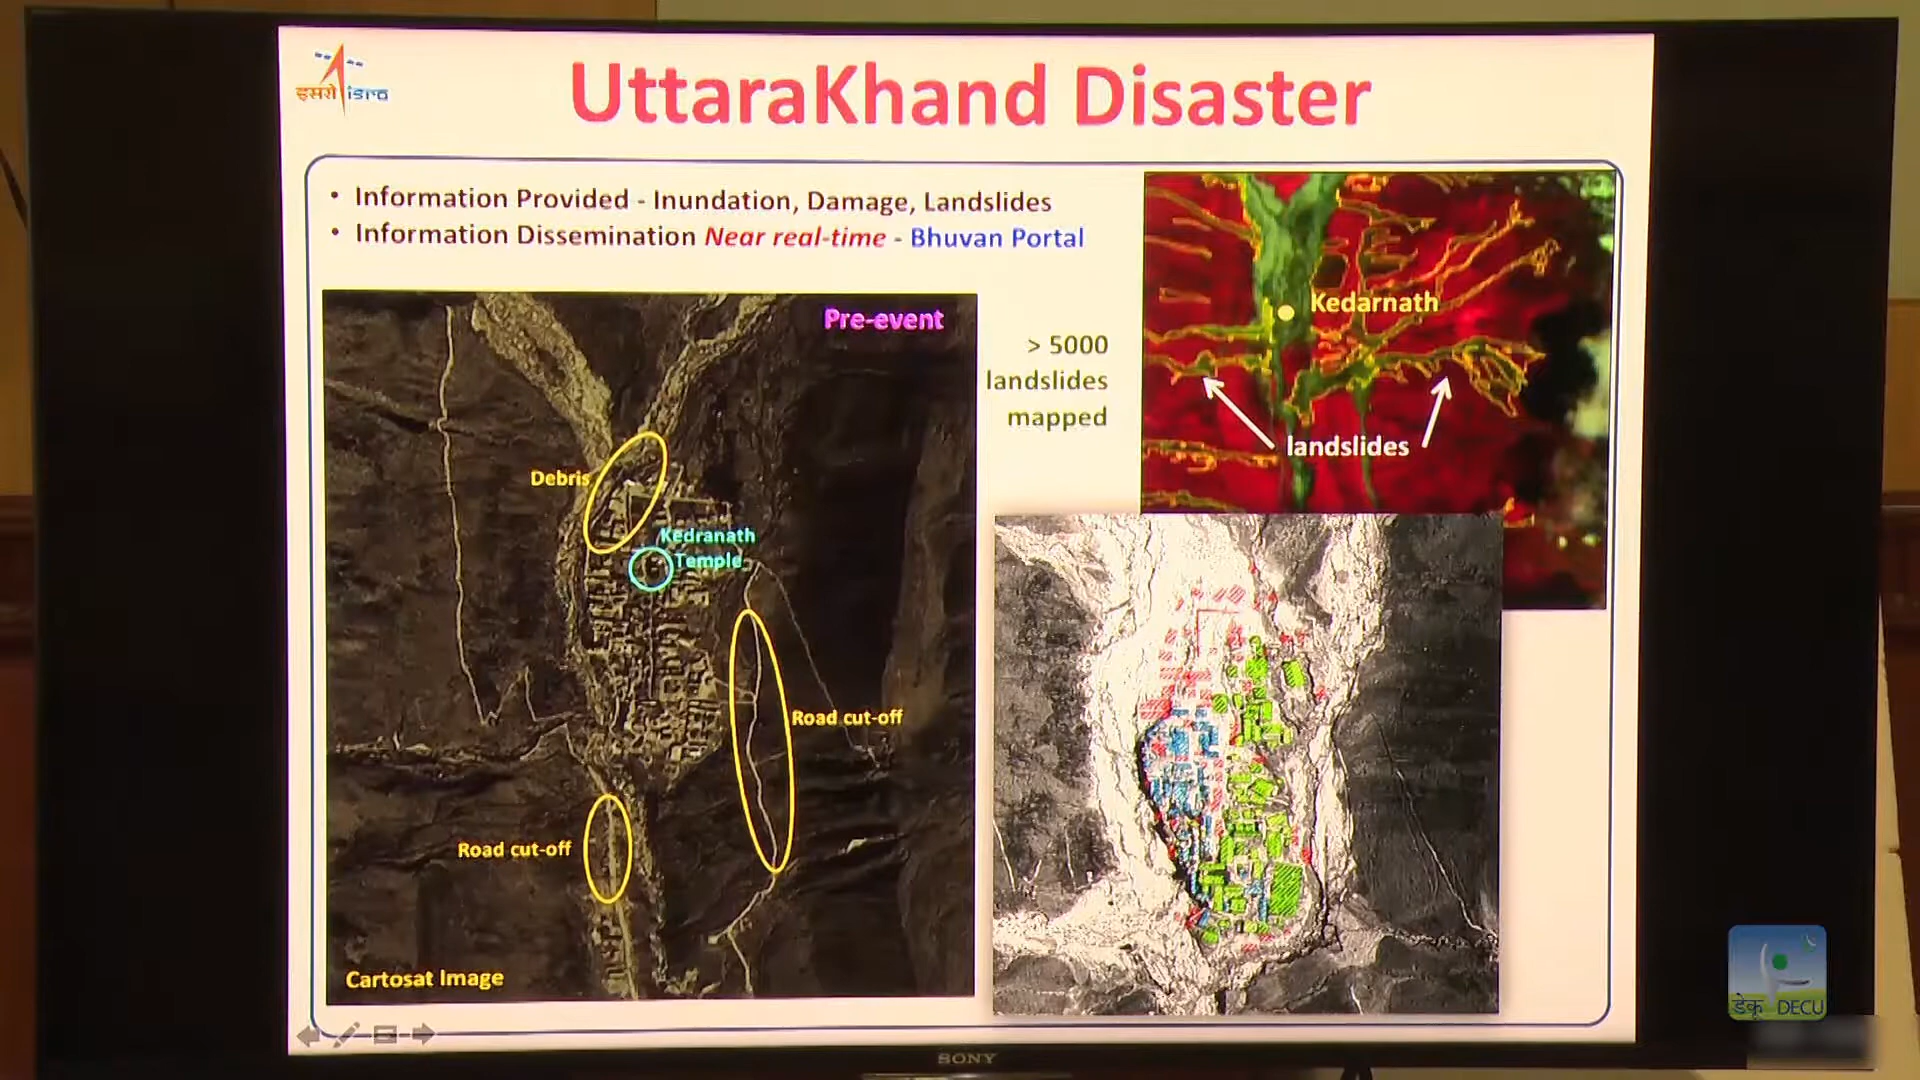 इसरो isro
UttaraKhand Disaster
• Information Provided - Inundation, Damage, Landslides
• Information Dissemination Near real-time - Bhuvan Portal
Pre-event
Debris
Kedranath
Temple
Road cut-off
Road cut-off
Cartosat Image
> 5000
landslides
mapped
Kedarnath
landslides
डेकू DECU
SONY